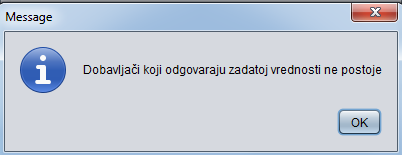 Message
Dobavljači koji odgovaraju zadatoj vrednosti ne postoje
OK